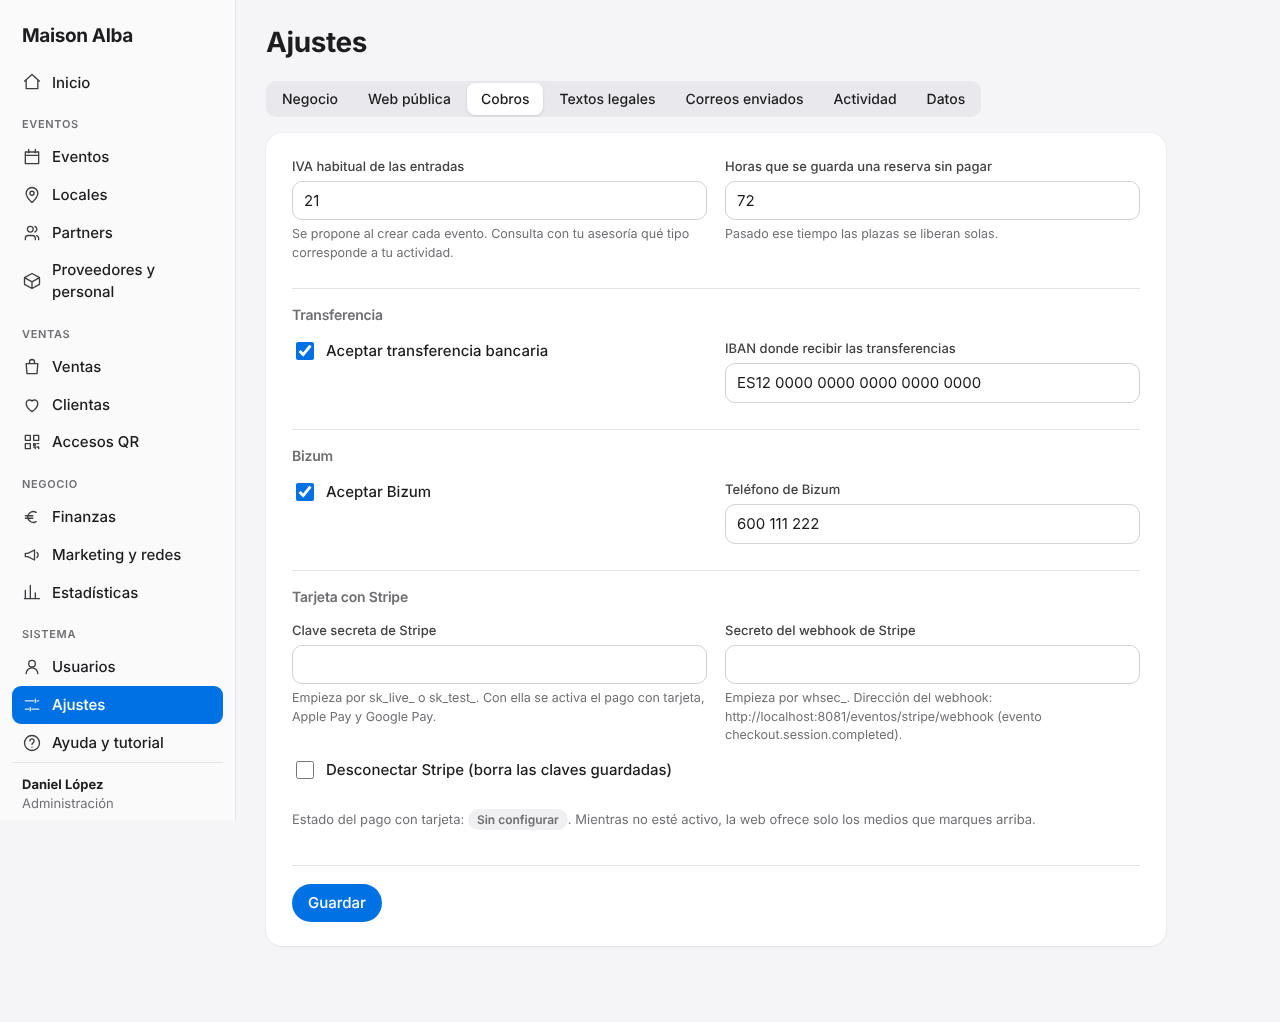 Maison Alba
Inicio
EVENTOS
Eventos
Locales
Partners
Proveedores y
personal
VENTAS
Ventas
Clientas
Accesos QR
NEGOCIO
Finanzas
Marketing y redes
Estadísticas
SISTEMA
Usuarios
Ajustes
Ayuda y tutorial
Daniel López
Administración
Ajustes
Negocio Web pública Cobros Textos legales Correos enviados Actividad Datos
IVA habitual de las entradas
21
Se propone al crear cada evento. Consulta con tu asesoría qué tipo
corresponde a tu actividad.
Horas que se guarda una reserva sin pagar
72
Pasado ese tiempo las plazas se liberan solas.
Transferencia
Aceptar transferencia bancaria
IBAN donde recibir las transferencias
ES12 0000 0000 0000 0000 0000
Bizum
Aceptar Bizum
Teléfono de Bizum
600 111 222
Tarjeta con Stripe
Clave secreta de Stripe
Empieza por sk_live_ o sk_test_. Con ella se activa el pago con tarjeta,
Apple Pay y Google Pay.
Secreto del webhook de Stripe
Empieza por whsec_. Dirección del webhook:
http://localhost:8081/eventos/stripe/webhook (evento
checkout.session.completed).
Desconectar Stripe (borra las claves guardadas)
Estado del pago con tarjeta: Sin configurar. Mientras no esté activo, la web ofrece solo los medios que marques arriba.
Guardar